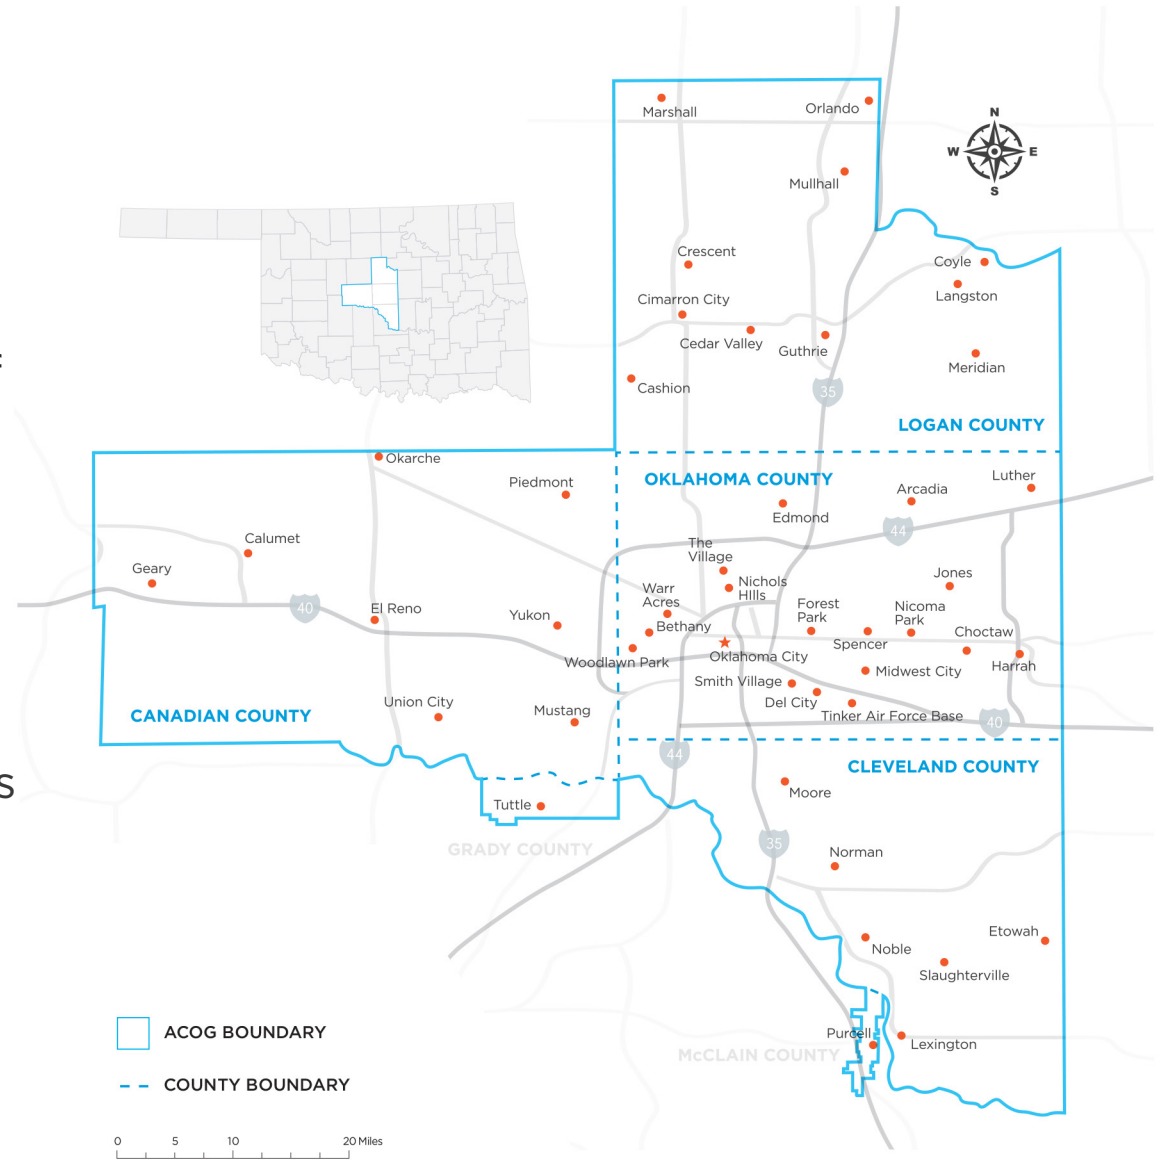 Marshall
Orlando
N
W E
S
Mullhall
Crescent
Coyle
Langston
Cimarron City
Cedar Valley
Guthrie
Meridian
Cashion
35
LOGAN COUNTY
Okarche
Piedmont
OKLAHOMA COUNTY
Edmond
Arcadia
Luther
44
Calumet
Geary
40
El Reno
Yukon
The
Village
Nichols
HIlls
Warr
Acres
Bethany
Woodlawn Park
Oklahoma City
Forest
Park
Spencer
Nicoma
Park
Jones
Choctaw
Harrah
Midwest City
Smith Village
Del City
Tinker Air Force Base
40
Union City
Mustang
CANADIAN COUNTY
44
CLEVELAND COUNTY
S
Tuttle
Moore
GRADY COUNTY
35
Norman
Noble
Etowah
Slaughterville
Purcell
Lexington
McCLAIN COUNTY
ACOG BOUNDARY
COUNTY BOUNDARY
0 5 10 20 Miles